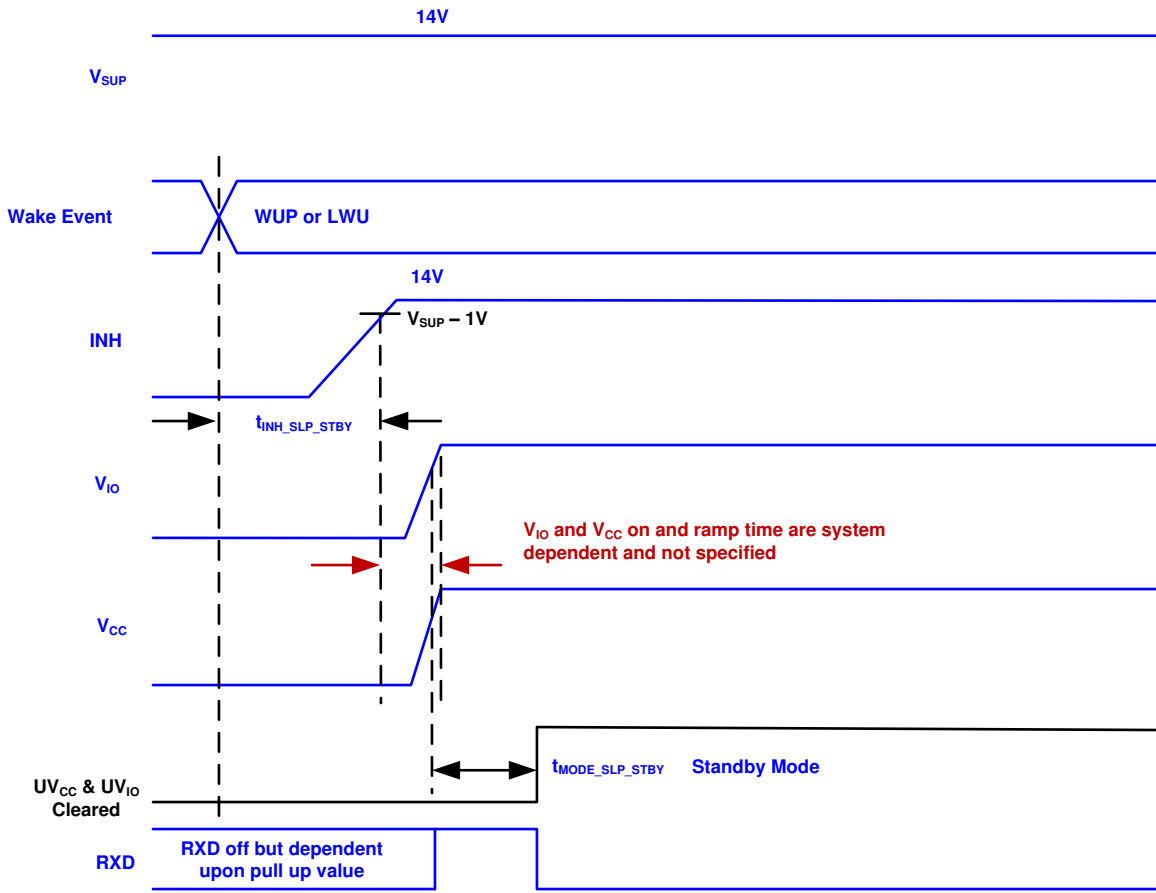 14V
VSUP
Wake Event
WUP or LWU
14V
VSUP – 1V
INH
tINH_SLP_STBY
VIO
VIO and VCC on and ramp time are system
dependent and not specified
VCC
tMODE_SLP_STBY
Standby Mode
UVCC & UVIO
Cleared
RXD
RXD off but dependent
upon pull up value